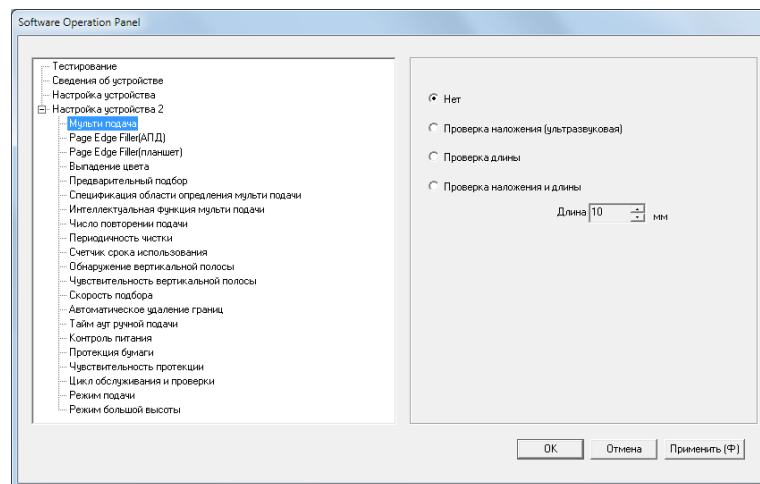 Software Operation Panel
Тестирование
Сведения об устройстве
Настройка устройства
Настройка устройства 2
Мульти подача
Page Edge Filler(АПД)
Page Edge Filler(планшет)
Выпадение цвета
Предварительный подбор
Спецификация области опредления мульти подачи
Интеллектуальная функция мульти подачи
Число повторении подачи
Периодичность чистки
Счетчик срока использования
Обнаружение вертикальной полосы
Чувствительность вертикальной полосы
Скорость подбора
Автоматическое удаление границ
Тайм аут ручной подачи
Контроль питания
Протекция бумаги
Чувствительность протекции
Цикл обслуживания и проверки
Режим подачи
Режим большой высоты
Нет
Проверка наложения (ультразвуковая)
Проверка длины
Проверка наложения и длины
Длина 10 мм
OK Отмена Применить (Ф)